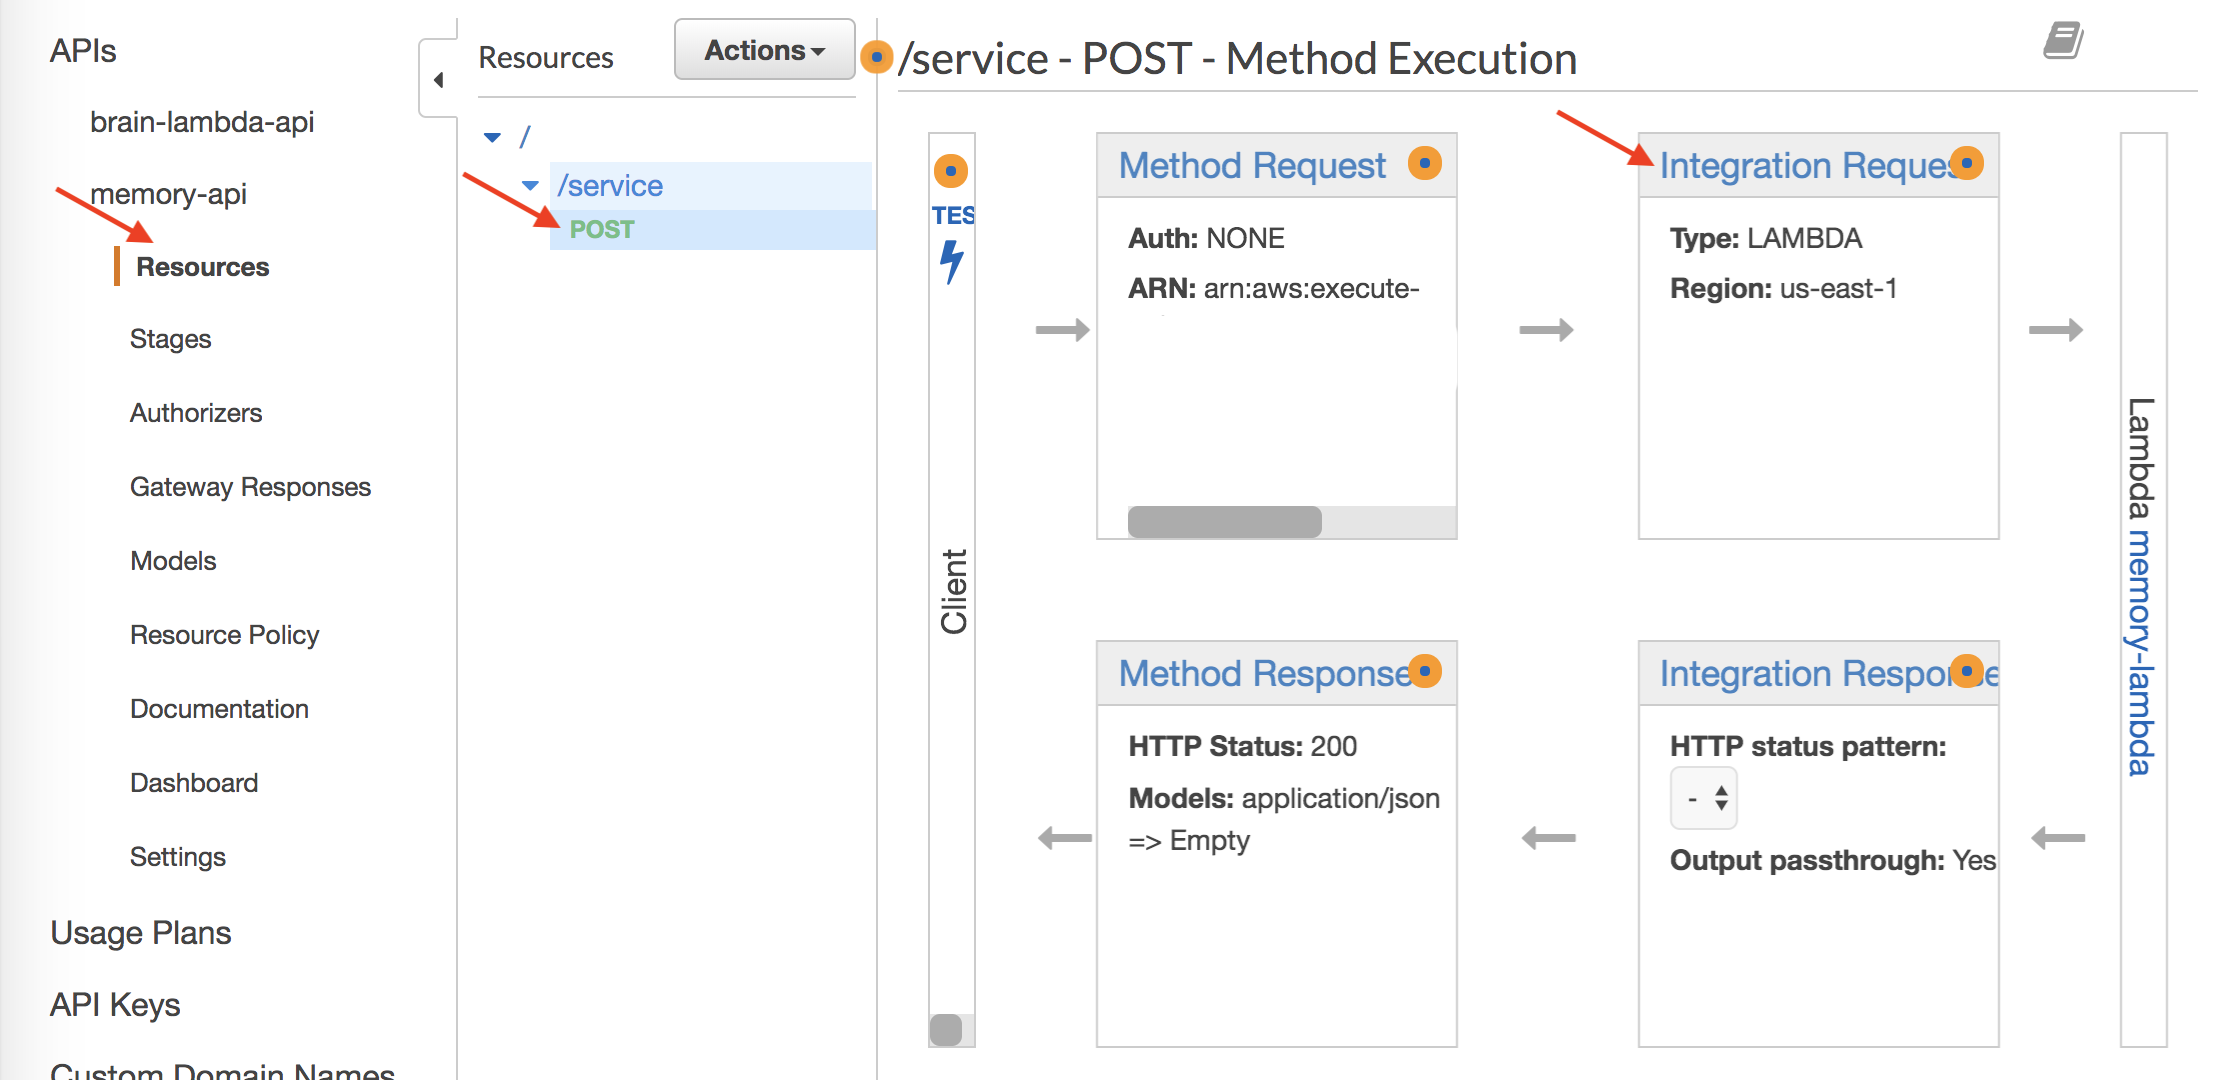 APIs
brain-lambda-api
memory-api
Resources
Stages
Authorizers
Gateway Responses
Models
Resource Policy
Documentation
Dashboard
Settings
Usage Plans
API Keys
Custom Domain Names
Resources
Actions
/
/service
POST
/service - POST - Method Execution
TES
Client
Method Request
Auth: NONE
ARN: arn:aws:execute-
Integration Reques
Type: LAMBDA
Region: us-east-1
Method Response
HTTP Status: 200
Models: application/json
=> Empty
Integration Response
HTTP status pattern:
-
Output passthrough: Yes
Lambda memory-lambda